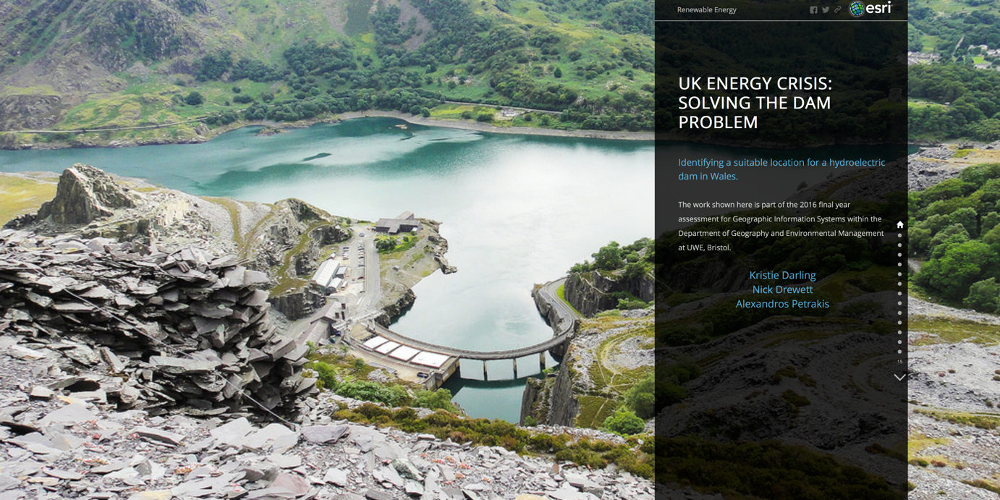 Renewable Energy
esri
UK ENERGY CRISIS:
SOLVING THE DAM
PROBLEM
Identifying a suitable location for a hydroelectric
dam in Wales.
The work shown here is part of the 2016 final year
assessment for Geographic Information Systems within the
Department of Geography and Environmental Management
at UWE, Bristol.
Kristie Darling
Nick Drewett
Alexandros Petrakis
15